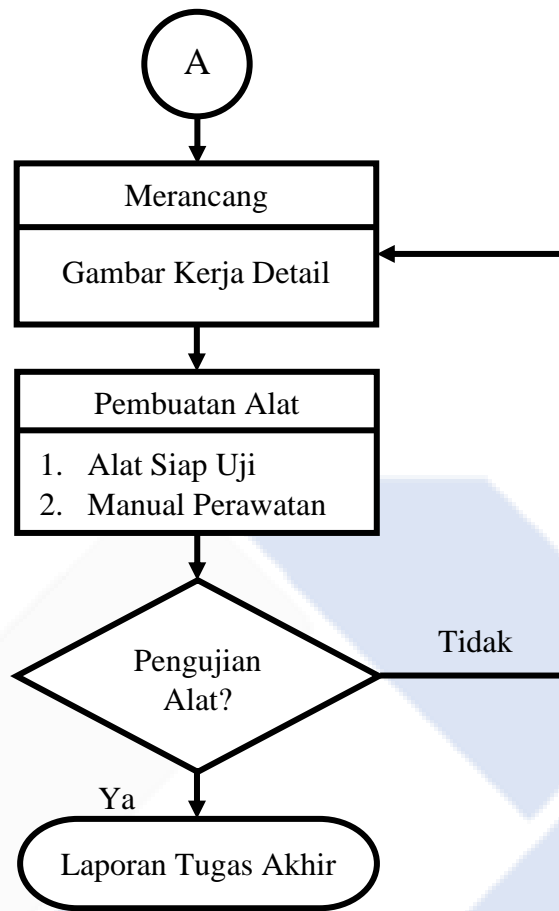 A
Merancang
Gambar Kerja Detail
Pembuatan Alat
1. Alat Siap Uji
2. Manual Perawatan
Pengujian
Alat?
Tidak
Ya
Laporan Tugas Akhir